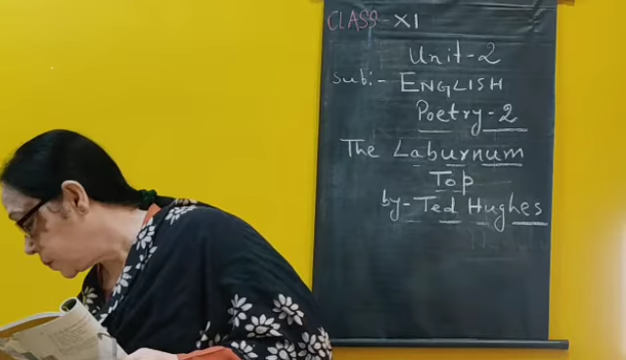 CLASS - XI
Unit-2
Sub:- ENGLISH
Poetry-2
The Laburnum
Top
by- Ted Hughes